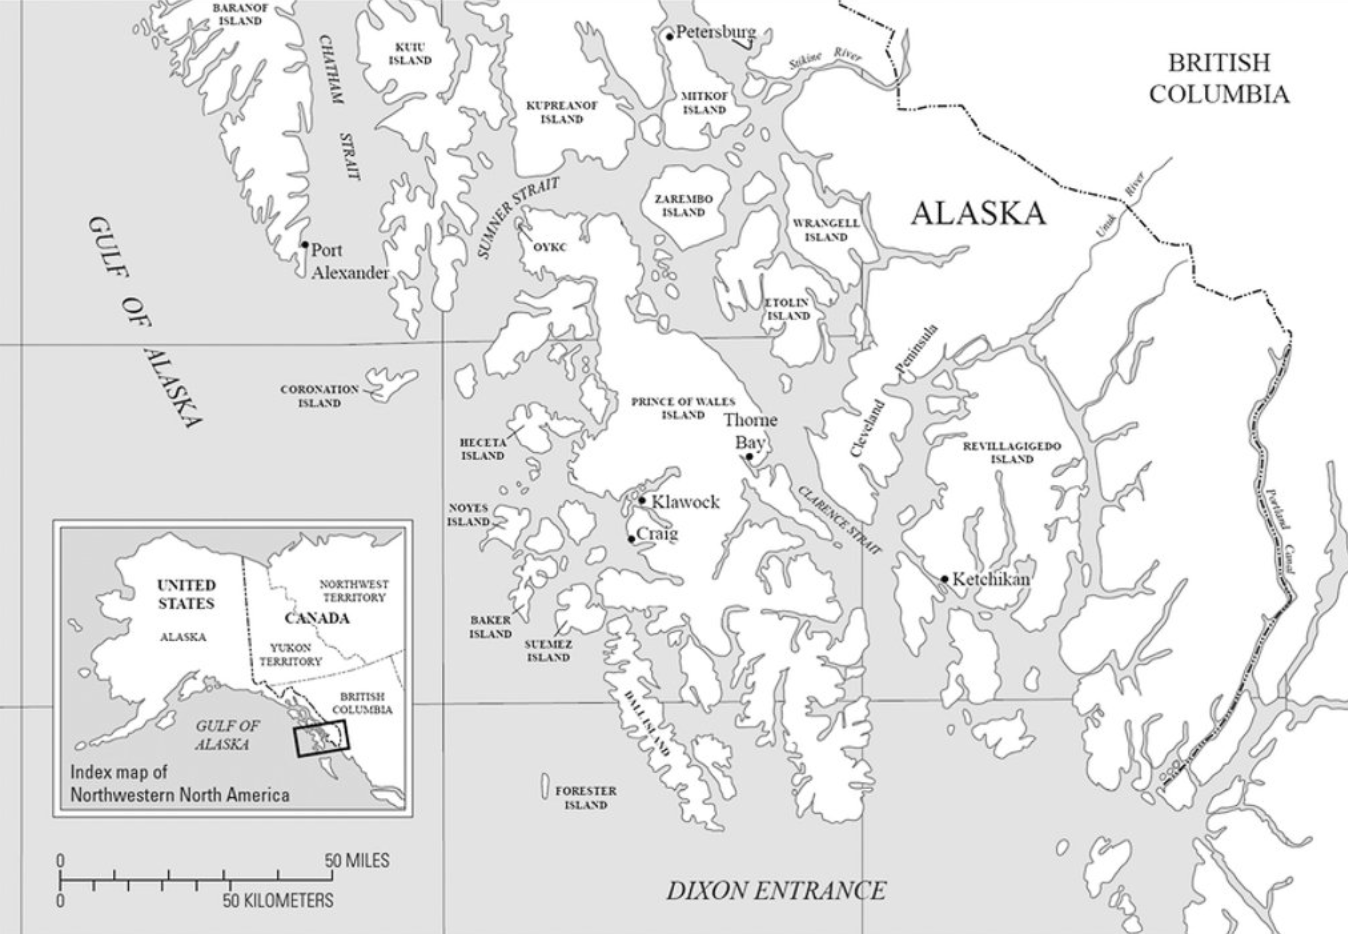 BARANOF
ISLAND
CHATHAM
STRAIT
KUIU
ISLAND
KUPREANOF
ISLAND
Petersburg
MITKOF
ISLAND
Stikine River
BRITISH
COLUMBIA
SUMNER STRAIT
ZAREMBO
ISLAND
WRANGELL
ISLAND
ALASKA
Unuk River
GULF OF ALASKA
Port
Alexander
OYKC
ETOLIN
ISLAND
Cleveland Peninsula
CORONATION
ISLAND
PRINCE OF WALES
ISLAND
Thorne
Bay
HECETA
ISLAND
REVILLAGIGEDO
ISLAND
NOYES
ISLAND
Klawock
Craig
CLARENCE STRAIT
Portland Canal
Ketchikan
BAKER
ISLAND
SUEMEZ
ISLAND
DALL ISLAND
FORESTER
ISLAND
DIXON ENTRANCE
UNITED
STATES
ALASKA
NORTHWEST
TERRITORY
CANADA
YUKON
TERRITORY
BRITISH
COLUMBIA
GULF OF
ALASKA
Index map of
Northwestern North America
0 50 MILES
0 50 KILOMETERS